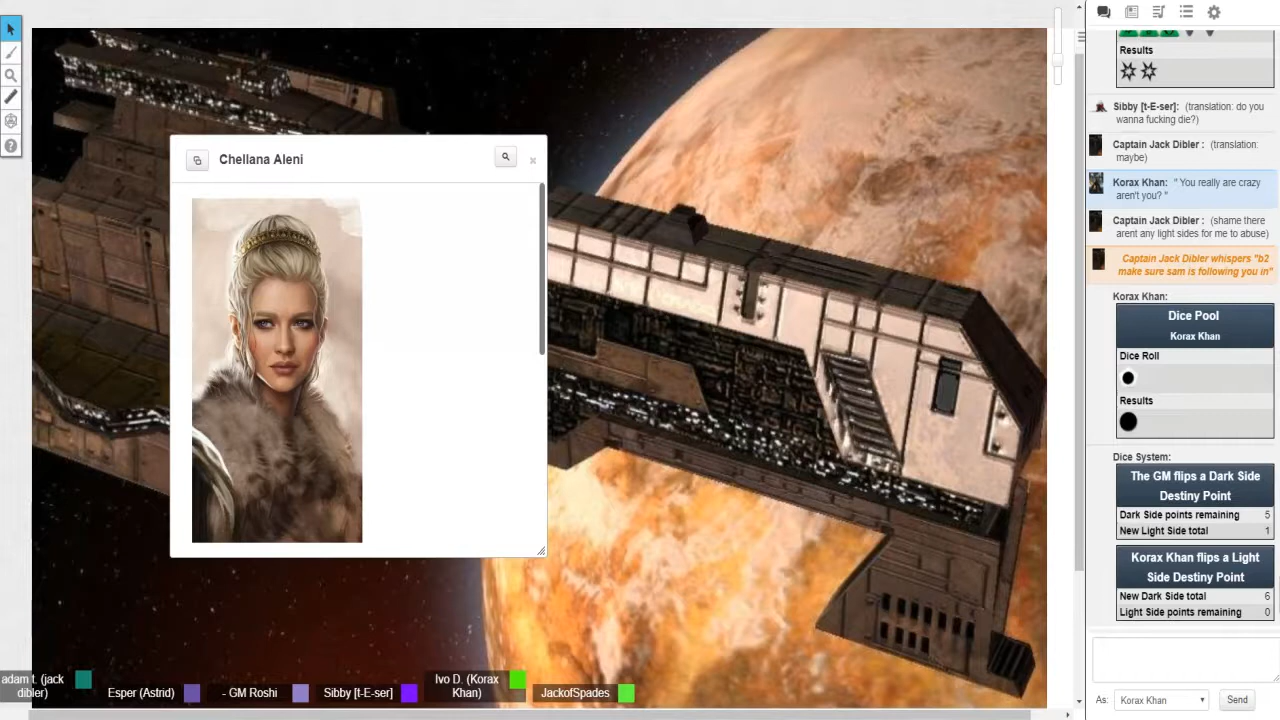 Chellana Aleni
×
adam t. (jack
dibler)
Esper (Astrid)
- GM Roshi
Sibby [t-E-ser]
Ivo D. (Korax
Khan)
JackofSpades
Results
Sibby [t-E-ser]: (translation: do you
wanna fucking die?)
Captain Jack Dibler : (translation:
maybe)
Korax Khan: " You really are crazy
aren't you? "
Captain Jack Dibler : (shame there
arent any light sides for me to abuse)
Captain Jack Dibler whispers "b2
make sure sam is following you in"
Korax Khan:
Dice Pool
Korax Khan
Dice Roll
Results
Dice System:
The GM flips a Dark Side
Destiny Point
Dark Side points remaining 5
New Light Side total 1
Korax Khan flips a Light
Side Destiny Point
New Dark Side total 6
Light Side points remaining 0
As: Korax Khan Send